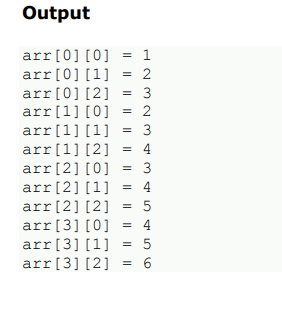 Output
arr[0][0] = 1
arr[0][1] = 2
arr[0][2] = 3
arr[1][0] = 2
arr[1][1] = 3
arr[1][2] = 4
arr[2][0] = 3
arr[2][1] = 4
arr[2][2] = 5
arr[3][0] = 4
arr[3][1] = 5
arr[3][2] = 6